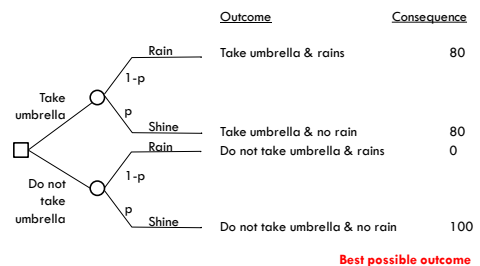 Outcome Consequence
Rain Take umbrella & rains 80
1-p
Take
umbrella
p
Shine Take umbrella & no rain 80
Rain Do not take umbrella & rains 0
1-p
Do not
take
umbrella
p
Shine Do not take umbrella & no rain 100
Best possible outcome